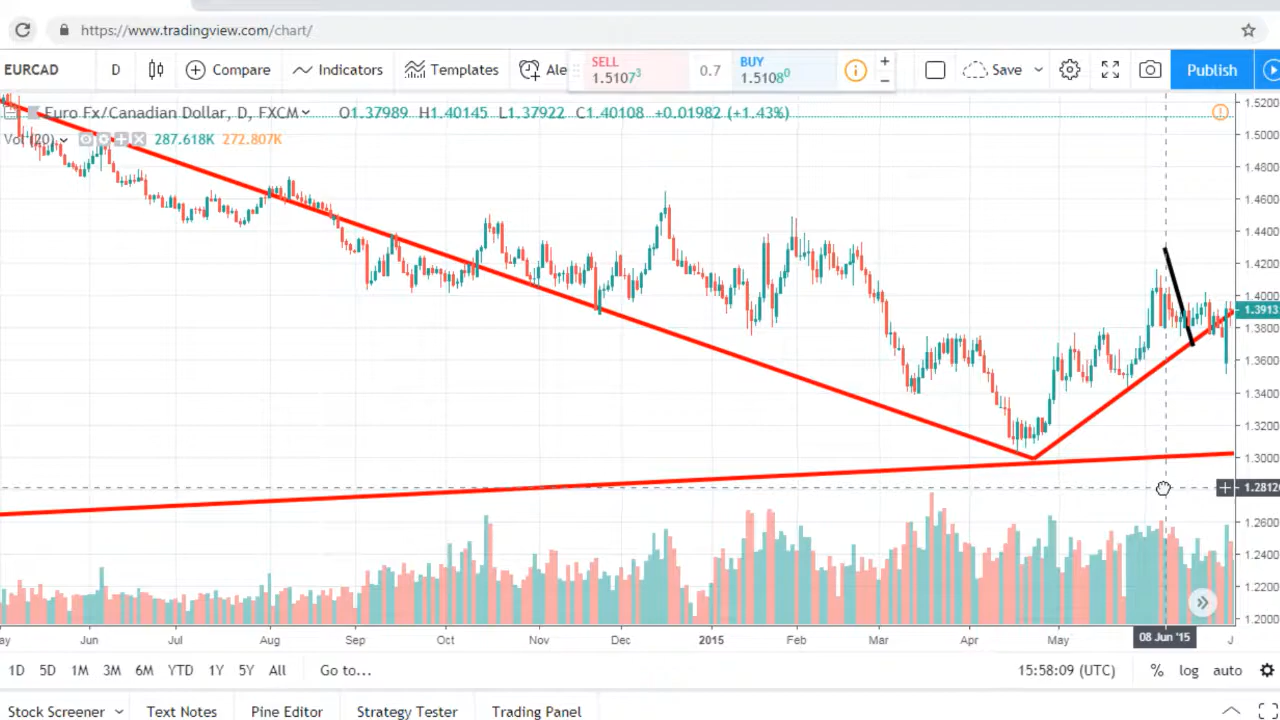 https://www.tradingview.com/chart/
EURCAD D Compare Indicators Templates Ale SELL 1.5107³ 0.7 BUY 1.5108⁰ + − Save Publish
Euro Fx/Canadian Dollar, D, FXCM O1.37989 H1.40145 L1.37922 C1.40108 +0.01982 (+1.43%)
Vol (20) 287.618K 272.807K
1.5200
1.5000
1.4800
1.4600
1.4400
1.4200
1.4000
1.3913
1.3800
1.3600
1.3400
1.3200
1.3000
1.2812
1.2600
1.2400
1.2200
1.2000
ay Jun Jul Aug Sep Oct Nov Dec 2015 Feb Mar Apr May 08 Jun '15 J
1D 5D 1M 3M 6M YTD 1Y 5Y All Go to... 15:58:09 (UTC) % log auto
Stock Screener Text Notes Pine Editor Strategy Tester Trading Panel